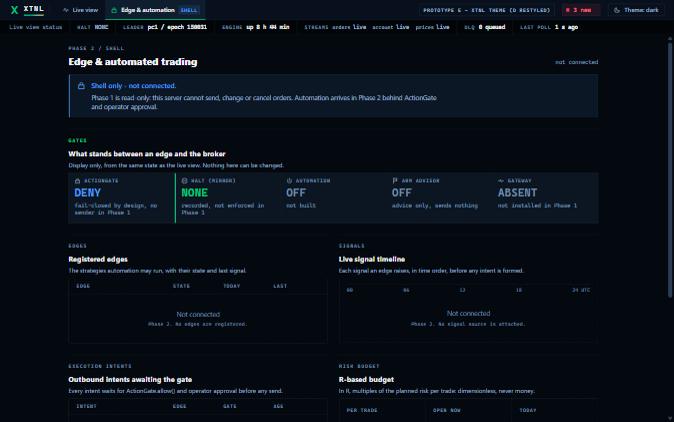 XTNL
Live view
Edge & automation SHELL
PROTOTYPE E - XTNL THEME (D RESTYLED)
3 new
Theme: dark
Live view status HALT NONE LEADER pc1 / epoch 150031 ENGINE up 8 h 44 min STREAMS orders live account live prices live DLQ 0 queued LAST POLL 1 s ago
PHASE 2 / SHELL
Edge & automated trading
not connected
Shell only - not connected.
Phase 1 is read-only: this server cannot send, change or cancel orders. Automation arrives in Phase 2 behind ActionGate
and operator approval.
GATES
What stands between an edge and the broker
Display only, from the same state as the live view. Nothing here can be changed.
ACTIONGATE
DENY
fail-closed by design, no
sender in Phase 1
HALT (MIRROR)
NONE
recorded, not enforced in
Phase 1
AUTOMATION
OFF
not built
ARM ADVISOR
OFF
advice only, sends nothing
GATEWAY
ABSENT
not installed in Phase 1
EDGES
Registered edges
The strategies automation may run, with their state and last signal.
EDGE STATE TODAY LAST
Not connected
Phase 2. No edges are registered.
SIGNALS
Live signal timeline
Each signal an edge raises, in time order, before any intent is formed.
00 06 12 18 24 UTC
Not connected
Phase 2. No signal source is attached.
EXECUTION INTENTS
Outbound intents awaiting the gate
Every intent waits for ActionGate.allow() and operator approval before any send.
INTENT EDGE GATE AGE
RISK BUDGET
R-based budget
In R, multiples of the planned risk per trade: dimensionless, never money.
PER TRADE OPEN NOW TODAY